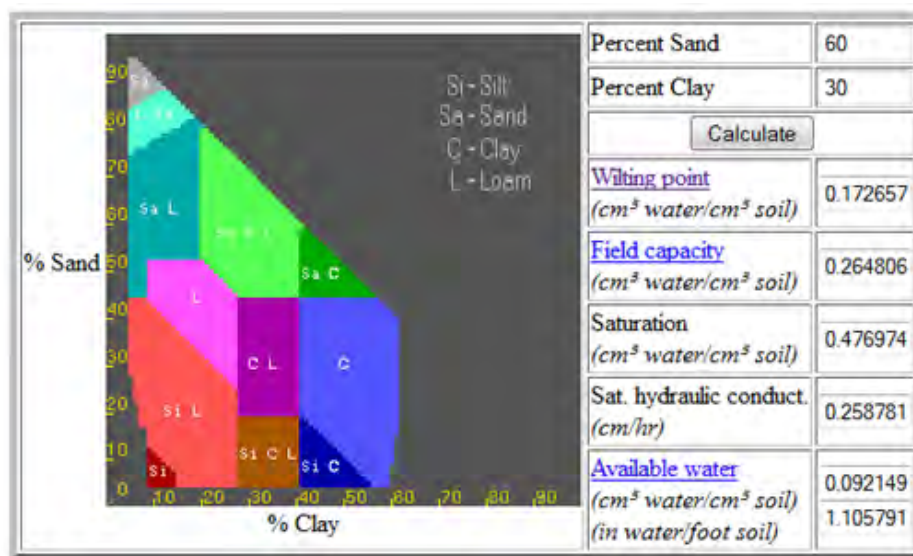 90
80
70
60
50
40
30
20
10
0
Si - Silt
Sa - Sand
C - Clay
L - Loam
Sa L
Sa C
L
C L
C
Si L
Si C L
Si C
Si
10 20 30 40 50 60 70 80 90
% Sand
% Clay
Percent Sand 60
Percent Clay 30
Calculate
Wilting point
(cm³ water/cm³ soil)
0.172657
Field capacity
(cm³ water/cm³ soil)
0.264806
Saturation
(cm³ water/cm³ soil)
0.476974
Sat. hydraulic conduct.
(cm/hr)
0.258781
Available water
(cm³ water/cm³ soil)
(in water/foot soil)
0.092149
1.105791